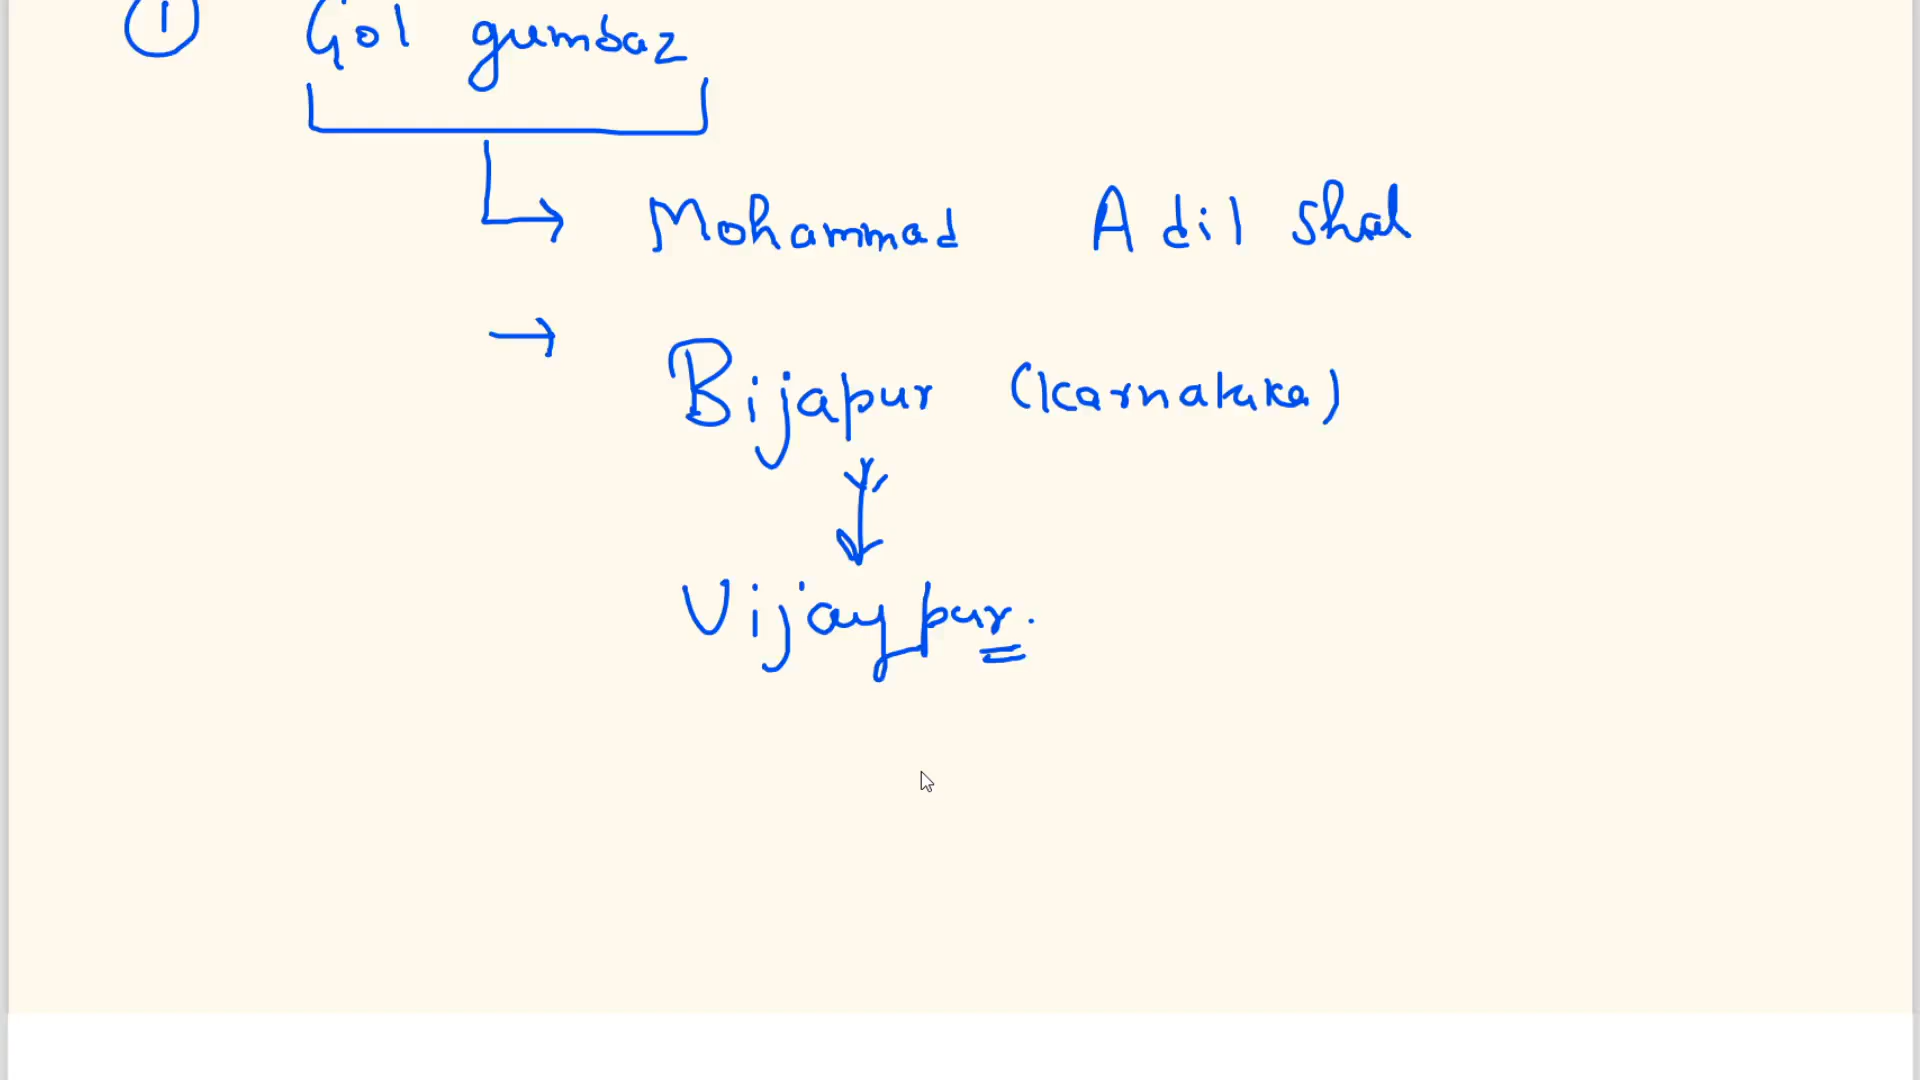 ① Gol gumbaz
→ Mohammad Adil Shah
→ Bijapur (Karnataka)
Vijaypur.